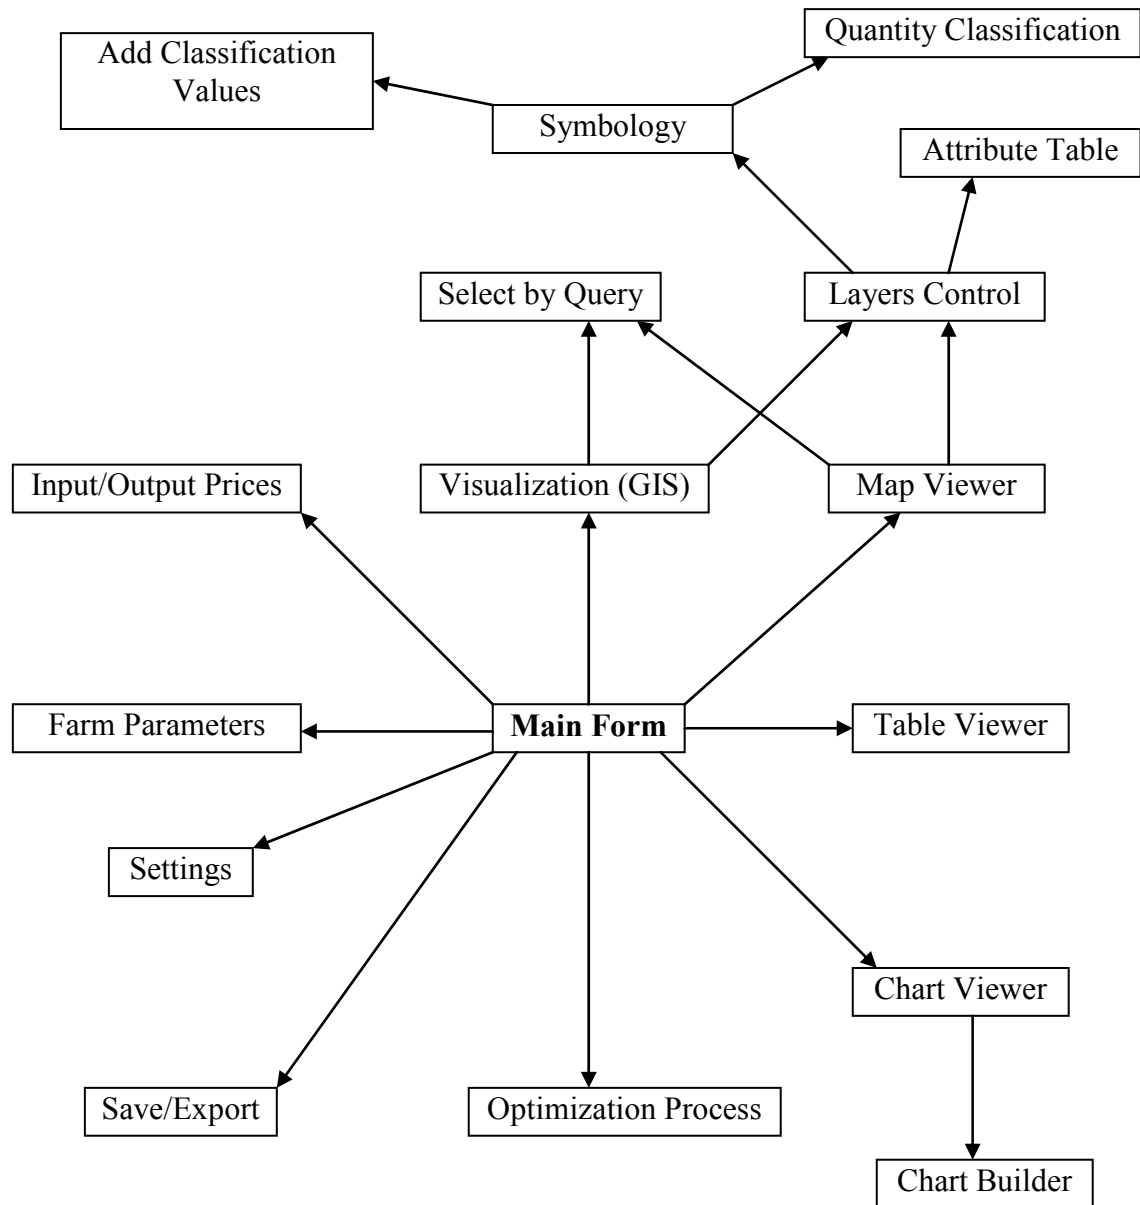 Quantity Classification
Add Classification
Values
Symbology
Attribute Table
Select by Query
Layers Control
Input/Output Prices
Visualization (GIS)
Map Viewer
Farm Parameters
Main Form
Table Viewer
Settings
Chart Viewer
Save/Export
Optimization Process
Chart Builder